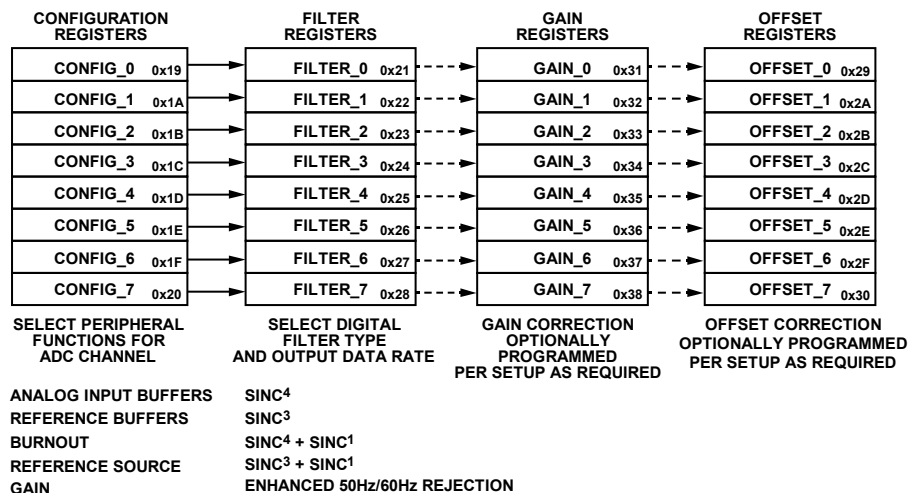 CONFIGURATION REGISTERS
FILTER REGISTERS
GAIN REGISTERS
OFFSET REGISTERS
CONFIG_0 0x19 FILTER_0 0x21 GAIN_0 0x31 OFFSET_0 0x29
CONFIG_1 0x1A FILTER_1 0x22 GAIN_1 0x32 OFFSET_1 0x2A
CONFIG_2 0x1B FILTER_2 0x23 GAIN_2 0x33 OFFSET_2 0x2B
CONFIG_3 0x1C FILTER_3 0x24 GAIN_3 0x34 OFFSET_3 0x2C
CONFIG_4 0x1D FILTER_4 0x25 GAIN_4 0x35 OFFSET_4 0x2D
CONFIG_5 0x1E FILTER_5 0x26 GAIN_5 0x36 OFFSET_5 0x2E
CONFIG_6 0x1F FILTER_6 0x27 GAIN_6 0x37 OFFSET_6 0x2F
CONFIG_7 0x20 FILTER_7 0x28 GAIN_7 0x38 OFFSET_7 0x30
SELECT PERIPHERAL
FUNCTIONS FOR
ADC CHANNEL
SELECT DIGITAL
FILTER TYPE
AND OUTPUT DATA RATE
GAIN CORRECTION
OPTIONALLY
PROGRAMMED
PER SETUP AS REQUIRED
OFFSET CORRECTION
OPTIONALLY PROGRAMMED
PER SETUP AS REQUIRED
ANALOG INPUT BUFFERS
REFERENCE BUFFERS
BURNOUT
REFERENCE SOURCE
GAIN
SINC4
SINC3
SINC4 + SINC1
SINC3 + SINC1
ENHANCED 50Hz/60Hz REJECTION